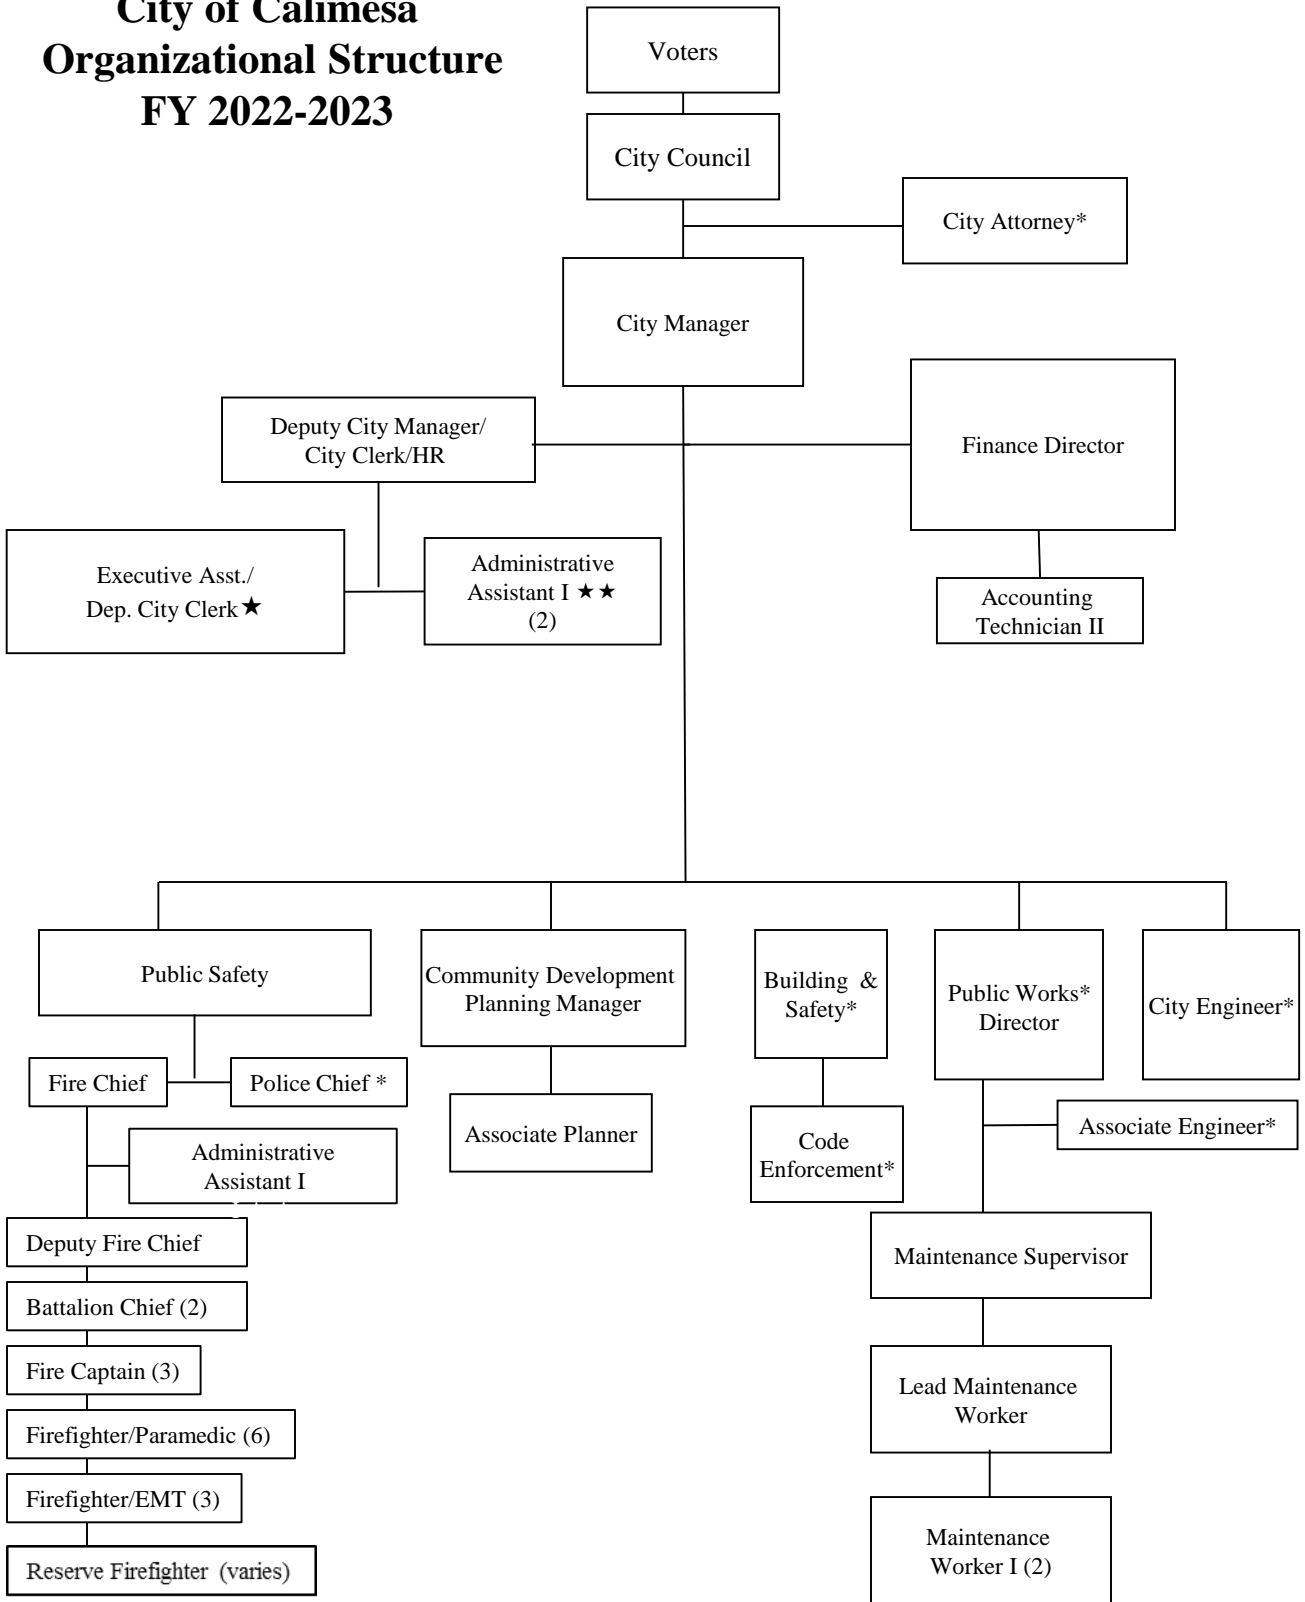 City of Calimesa
Organizational Structure
FY 2022-2023
Voters
City Council
City Attorney*
City Manager
Deputy City Manager/
City Clerk/HR
Finance Director
Executive Asst./
Dep. City Clerk★
Administrative
Assistant I ★★
(2)
Accounting
Technician II
Public Safety
Community Development
Planning Manager
Building & 
Safety*
Public Works*
Director
City Engineer*
Fire Chief
Police Chief *
Associate Planner
Code
Enforcement*
Associate Engineer*
Administrative
Assistant I
Deputy Fire Chief
Maintenance Supervisor
Battalion Chief (2)
Fire Captain (3)
Lead Maintenance
Worker
Firefighter/Paramedic (6)
Firefighter/EMT (3)
Maintenance
Worker I (2)
Reserve Firefighter (varies)